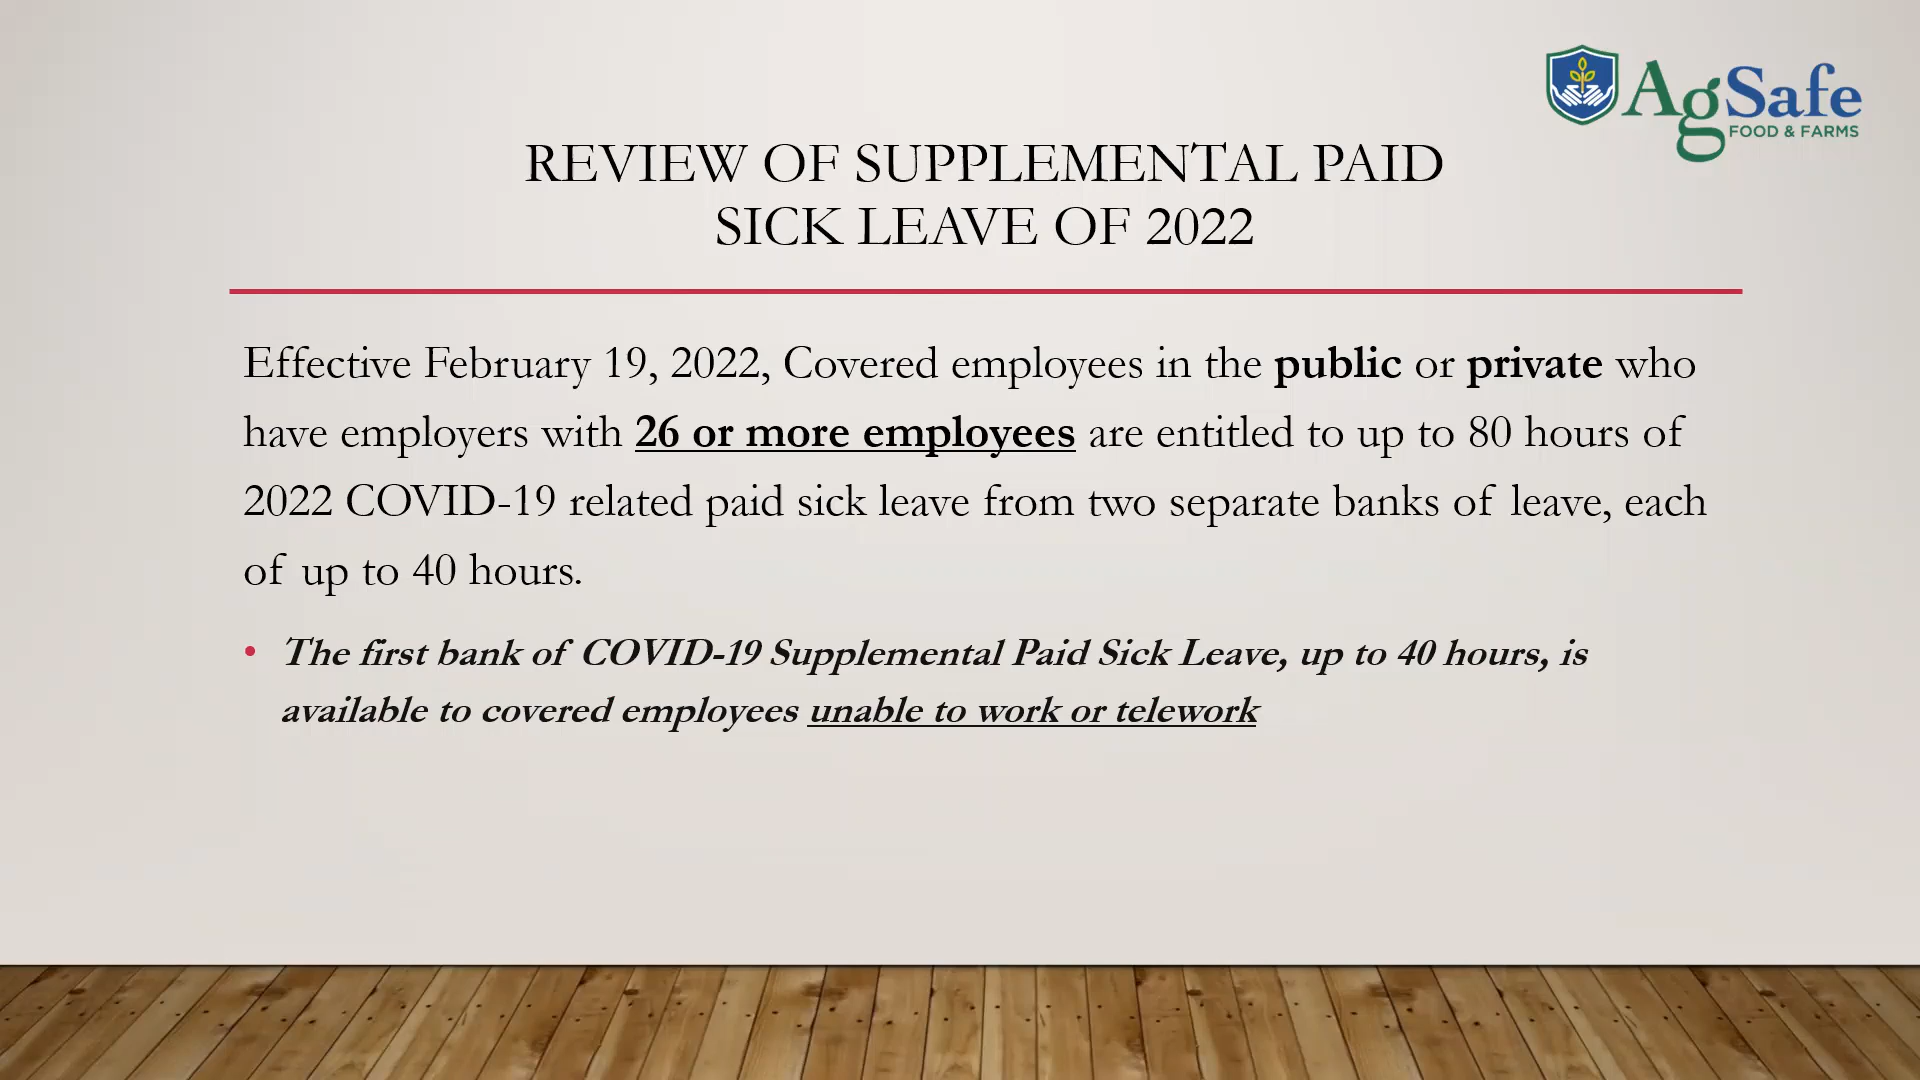 AgSafe
FOOD & FARMS
REVIEW OF SUPPLEMENTAL PAID
SICK LEAVE OF 2022
Effective February 19, 2022, Covered employees in the public or private who
have employers with 26 or more employees are entitled to up to 80 hours of
2022 COVID-19 related paid sick leave from two separate banks of leave, each
of up to 40 hours.
• The first bank of COVID-19 Supplemental Paid Sick Leave, up to 40 hours, is
available to covered employees unable to work or telework